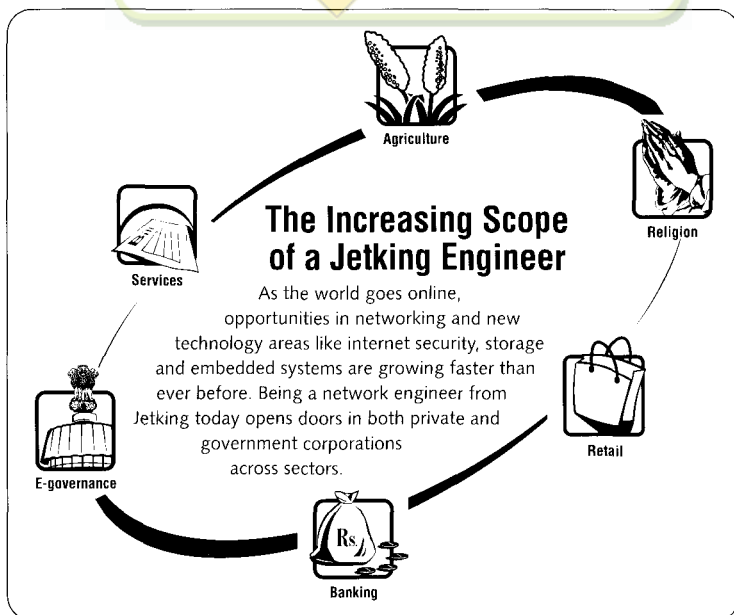 Agriculture
Religion
The Increasing Scope
of a Jetking Engineer
Services
As the world goes online,
opportunities in networking and new
technology areas like internet security, storage
and embedded systems are growing faster than
ever before. Being a network engineer from
Jetking today opens doors in both private and
government corporations
across sectors.
Retail
E-governance
Rs.
Banking